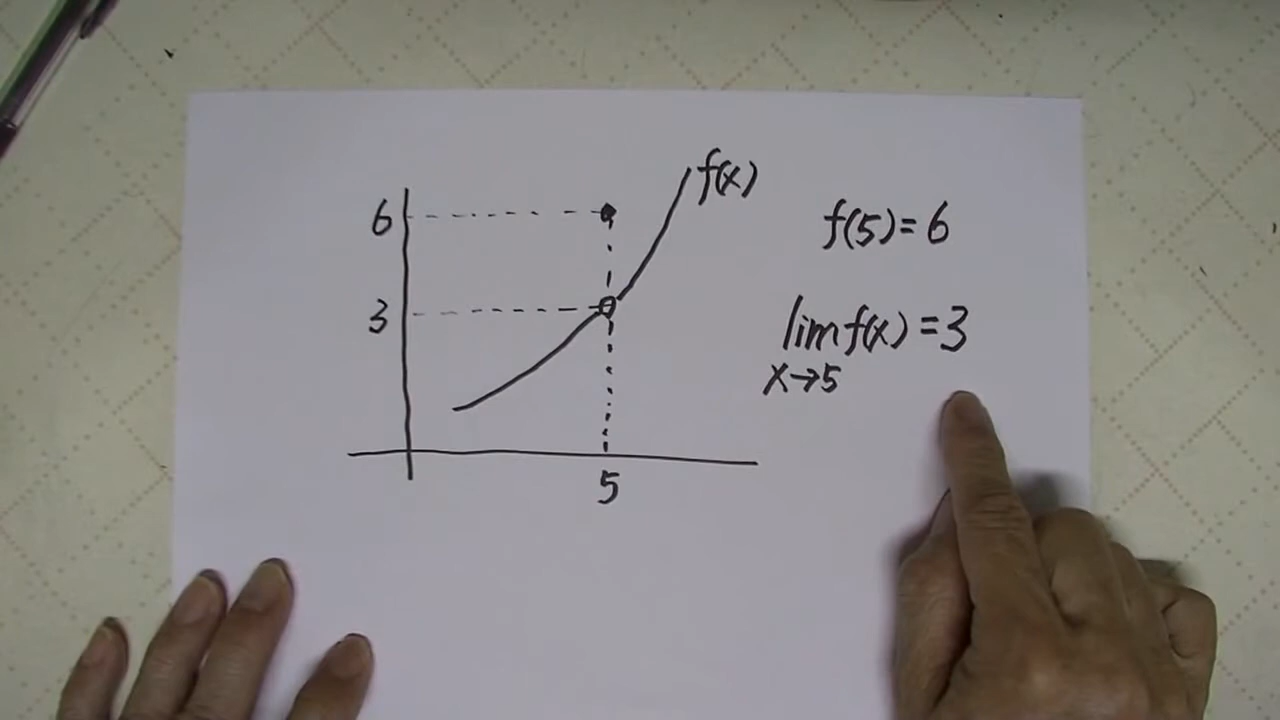 f(x)
6
f(5)=6
3
lim f(x) =3
x→5
5